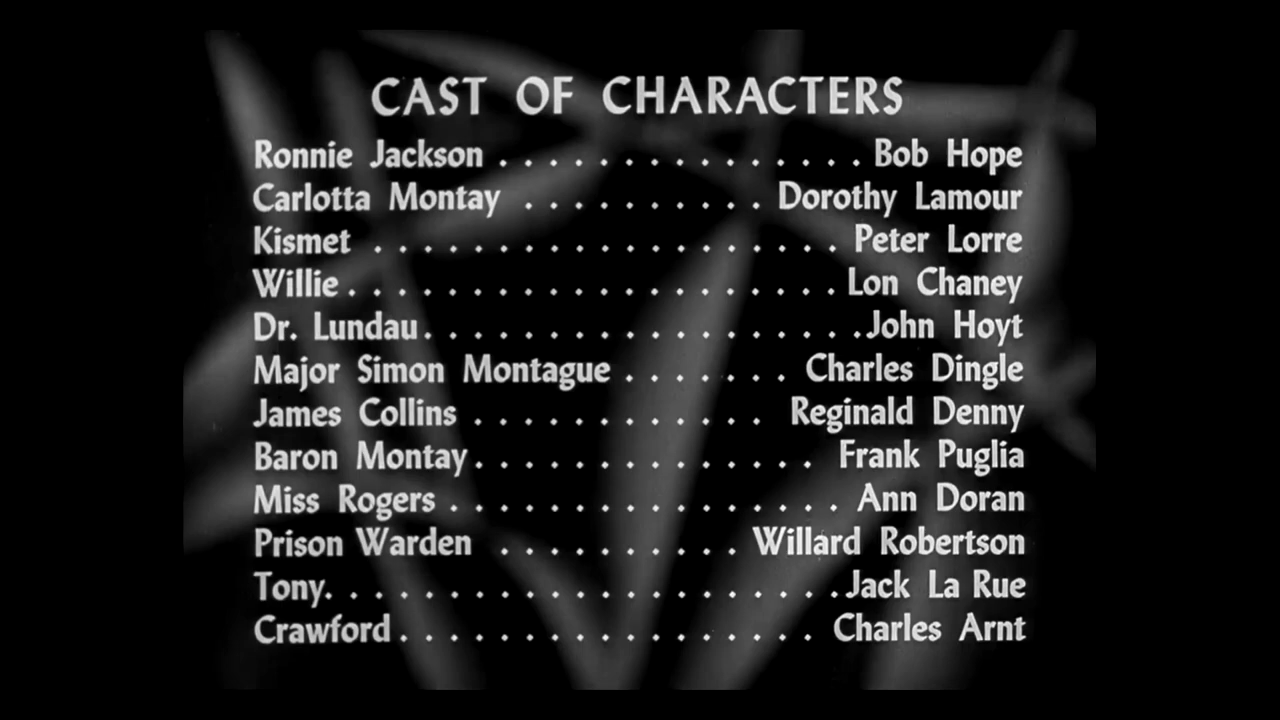 CAST OF CHARACTERS
Ronnie Jackson . . . . . . . . . . . . . . . Bob Hope
Carlotta Montay . . . . . . . . . . Dorothy Lamour
Kismet . . . . . . . . . . . . . . . . . . . Peter Lorre
Willie . . . . . . . . . . . . . . . . . . . . Lon Chaney
Dr. Lundau . . . . . . . . . . . . . . . . . . John Hoyt
Major Simon Montague . . . . . . . Charles Dingle
James Collins . . . . . . . . . . . . Reginald Denny
Baron Montay . . . . . . . . . . . . . . Frank Puglia
Miss Rogers . . . . . . . . . . . . . . . . Ann Doran
Prison Warden . . . . . . . . . . Willard Robertson
Tony . . . . . . . . . . . . . . . . . . . . . Jack La Rue
Crawford . . . . . . . . . . . . . . . . . Charles Arnt